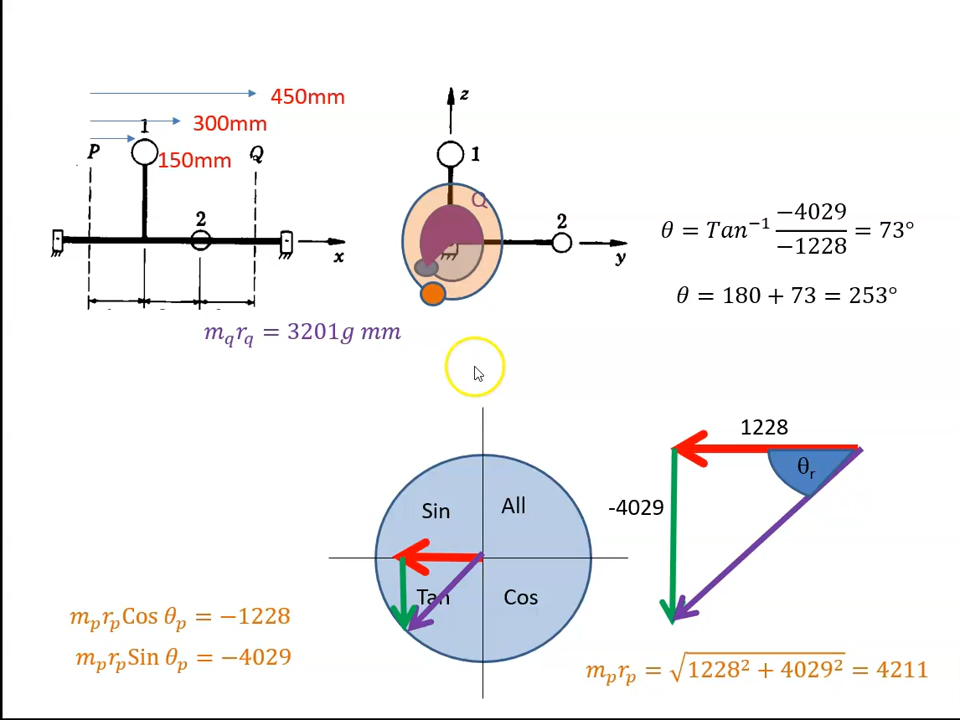 450mm
300mm
1
P
150mm
Q
2
x
z
1
Q
2
y
θ = Tan⁻¹ -4029/-1228 = 73°
θ = 180 + 73 = 253°
m_q r_q = 3201g mm
Sin
All
Tan
Cos
1228
θr
-4029
m_p r_p Cos θ_p = −1228
m_p r_p Sin θ_p = −4029
m_p r_p = √1228² + 4029² = 4211